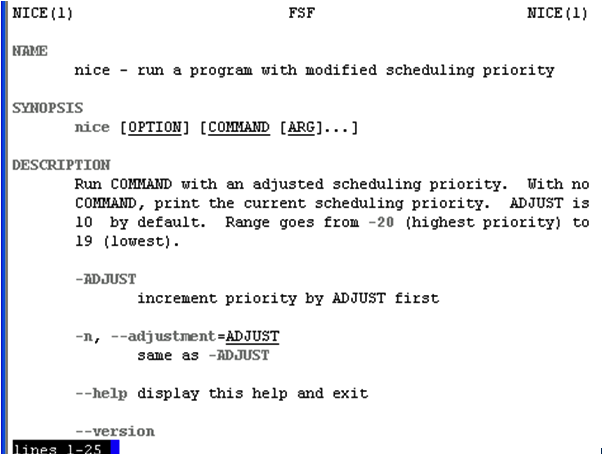 NICE(1) FSF NICE(1)
NAME
nice - run a program with modified scheduling priority
SYNOPSIS
nice [OPTION] [COMMAND [ARG]...]
DESCRIPTION
Run COMMAND with an adjusted scheduling priority. With no
COMMAND, print the current scheduling priority. ADJUST is
10 by default. Range goes from -20 (highest priority) to
19 (lowest).
-ADJUST
increment priority by ADJUST first
-n, --adjustment=ADJUST
same as -ADJUST
--help display this help and exit
--version
lines 1-25